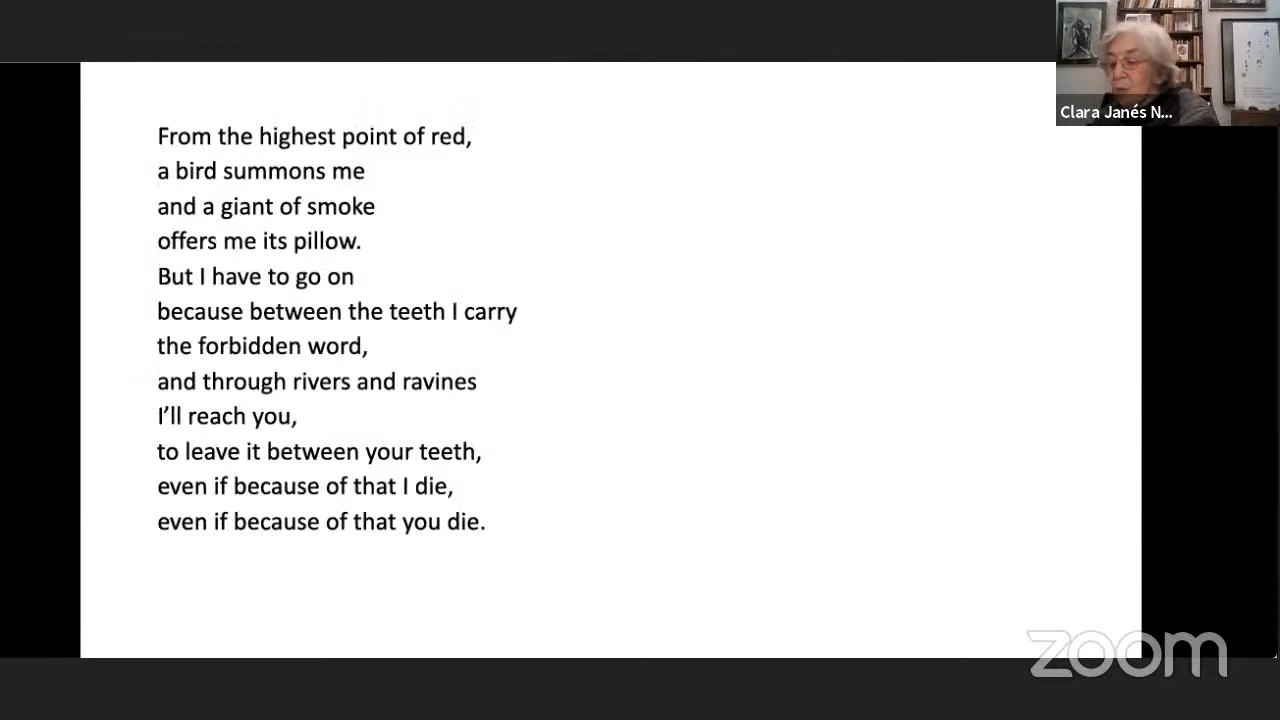 From the highest point of red,
a bird summons me
and a giant of smoke
offers me its pillow.
But I have to go on
because between the teeth I carry
the forbidden word,
and through rivers and ravines
I'll reach you,
to leave it between your teeth,
even if because of that I die,
even if because of that you die.
Clara Janés N...
zoom